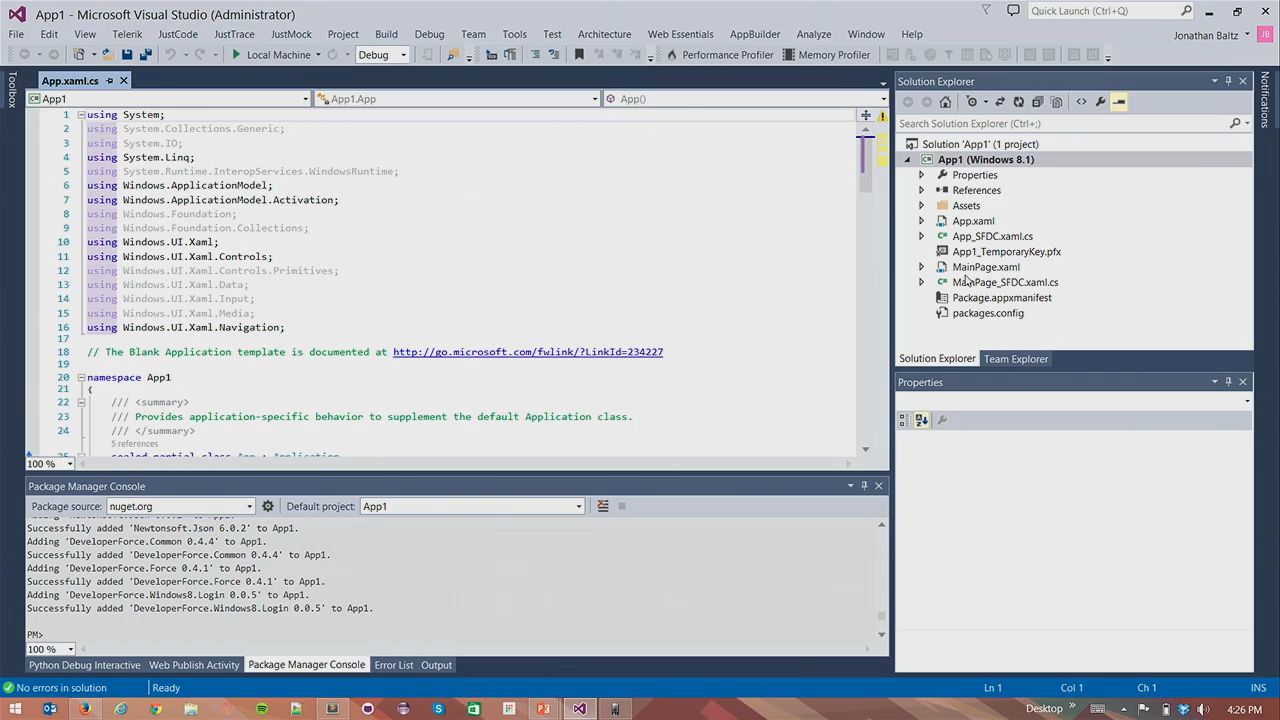 App1 - Microsoft Visual Studio (Administrator)
Quick Launch (Ctrl+Q)
File Edit View Telerik JustCode JustTrace JustMock Project Build Debug Team Tools Test Architecture Web Essentials AppBuilder Analyze Window Help
Jonathan Baltz JB
Local Machine Debug Performance Profiler Memory Profiler
Toolbox
Notifications
App.xaml.cs
App1 App1.App App()
1 using System;
2 using System.Collections.Generic;
3 using System.IO;
4 using System.Linq;
5 using System.Runtime.InteropServices.WindowsRuntime;
6 using Windows.ApplicationModel;
7 using Windows.ApplicationModel.Activation;
8 using Windows.Foundation;
9 using Windows.Foundation.Collections;
10 using Windows.UI.Xaml;
11 using Windows.UI.Xaml.Controls;
12 using Windows.UI.Xaml.Controls.Primitives;
13 using Windows.UI.Xaml.Data;
14 using Windows.UI.Xaml.Input;
15 using Windows.UI.Xaml.Media;
16 using Windows.UI.Xaml.Navigation;
17
18 // The Blank Application template is documented at http://go.microsoft.com/fwlink/?LinkId=234227
19
20 namespace App1
21 {
22 /// <summary>
23 /// Provides application-specific behavior to supplement the default Application class.
24 /// </summary>
5 references
25 sealed partial class App : Application
100 %
Solution Explorer
Search Solution Explorer (Ctrl+;)
Solution 'App1' (1 project)
App1 (Windows 8.1)
Properties
References
Assets
App.xaml
App_SFDC.xaml.cs
App1_TemporaryKey.pfx
MainPage.xaml
MainPage_SFDC.xaml.cs
Package.appxmanifest
packages.config
Solution Explorer Team Explorer
Properties
Package Manager Console
Package source: nuget.org Default project: App1
Successfully added 'Newtonsoft.Json 6.0.2' to App1.
Adding 'DeveloperForce.Common 0.4.4' to App1.
Successfully added 'DeveloperForce.Common 0.4.4' to App1.
Adding 'DeveloperForce.Force 0.4.1' to App1.
Successfully added 'DeveloperForce.Force 0.4.1' to App1.
Adding 'DeveloperForce.Windows8.Login 0.0.5' to App1.
Successfully added 'DeveloperForce.Windows8.Login 0.0.5' to App1.
PM>
100 %
Python Debug Interactive Web Publish Activity Package Manager Console Error List Output
No errors in solution Ready Ln 1 Col 1 Ch 1 INS
Desktop 4:26 PM